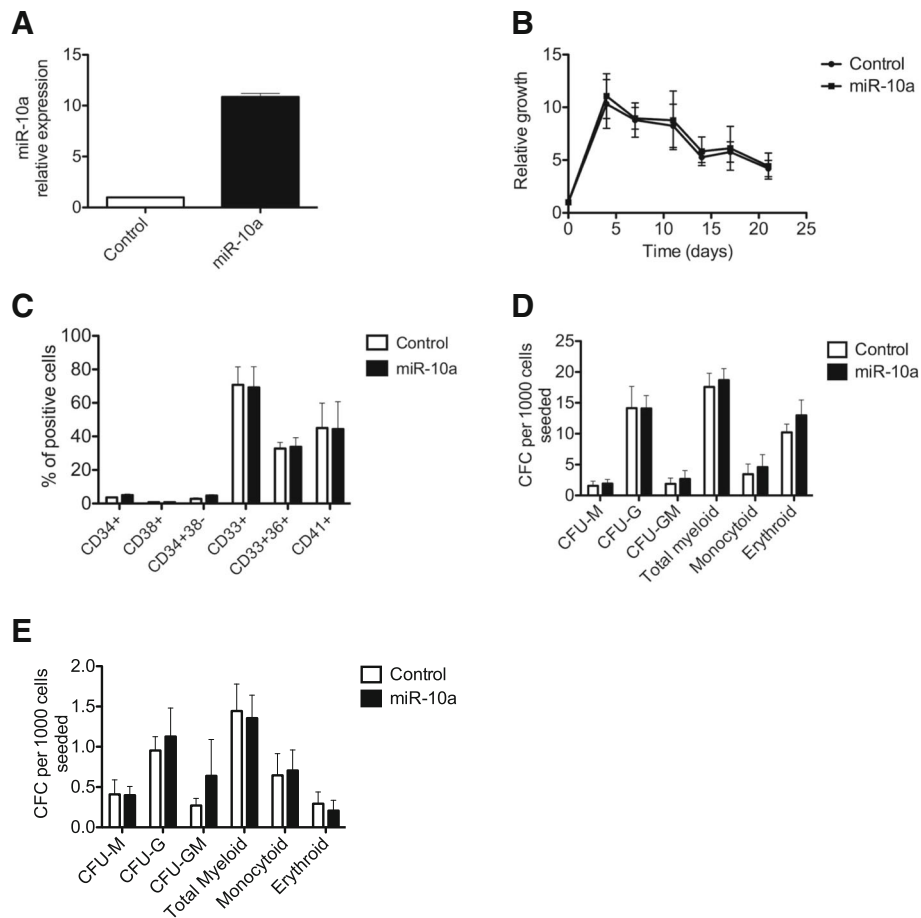 A
miR-10a
relative expression
15
10
5
0
Control
miR-10a
B
Relative growth
15
10
5
0
0 5 10 15 20 25
Time (days)
Control
miR-10a
C
% of positive cells
100
80
60
40
20
0
CD34+
CD38+
CD34+38-
CD33+
CD33+36+
CD41+
Control
miR-10a
D
CFC per 1000 cells
seeded
25
20
15
10
5
0
CFU-M
CFU-G
CFU-GM
Total myeloid
Monocytoid
Erythroid
Control
miR-10a
E
CFC per 1000 cells
seeded
2.0
1.5
1.0
0.5
0.0
CFU-M
CFU-G
CFU-GM
Total Myeloid
Monocytoid
Erythroid
Control
miR-10a